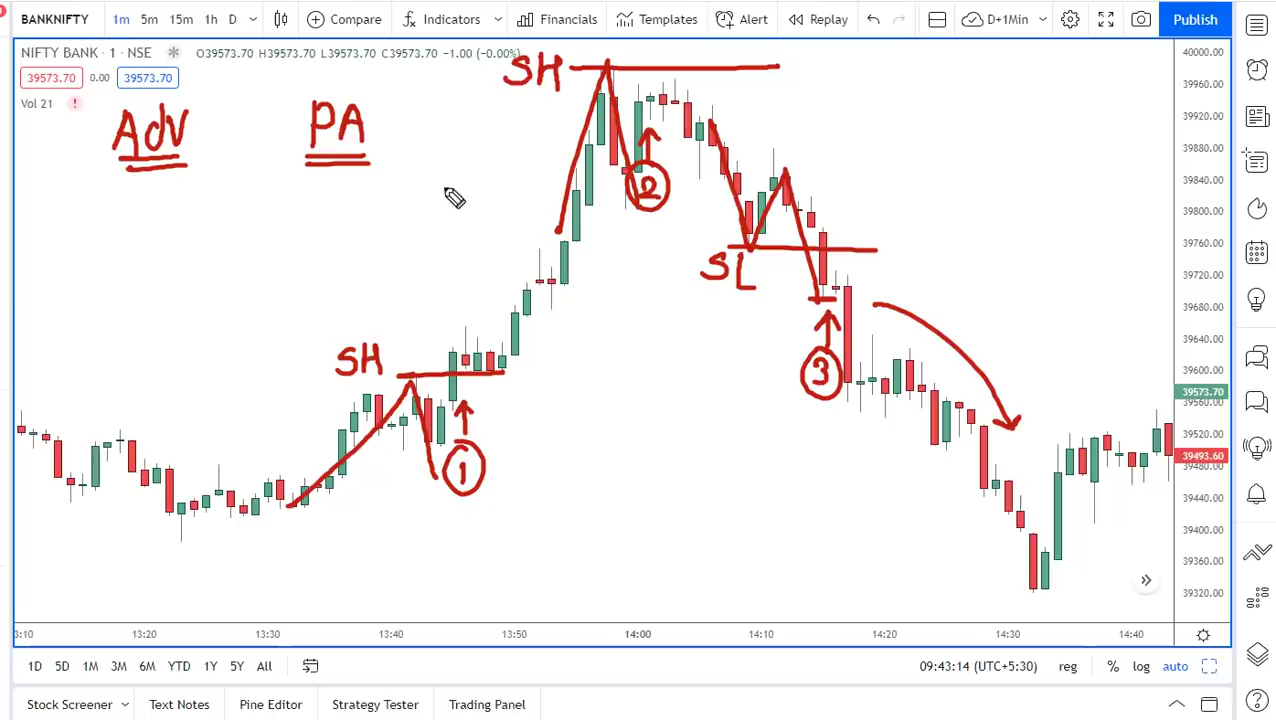 BANKNIFTY 1m 5m 15m 1h D Compare Indicators Financials Templates Alert Replay D+1Min Publish
NIFTY BANK · 1 · NSE O39573.70 H39573.70 L39573.70 C39573.70 −1.00 (−0.00%)
39573.70 0.00 39573.70
Vol 21 !
Adv PA
SH
2
SL
SH
3
1
40000.00
39960.00
39920.00
39880.00
39840.00
39800.00
39760.00
39720.00
39680.00
39640.00
39600.00
39573.70
39560.00
39520.00
39493.60
39480.00
39440.00
39400.00
39360.00
39320.00
3:10 13:20 13:30 13:40 13:50 14:00 14:10 14:20 14:30 14:40
1D 5D 1M 3M 6M YTD 1Y 5Y All 09:43:14 (UTC+5:30) reg % log auto
Stock Screener Text Notes Pine Editor Strategy Tester Trading Panel